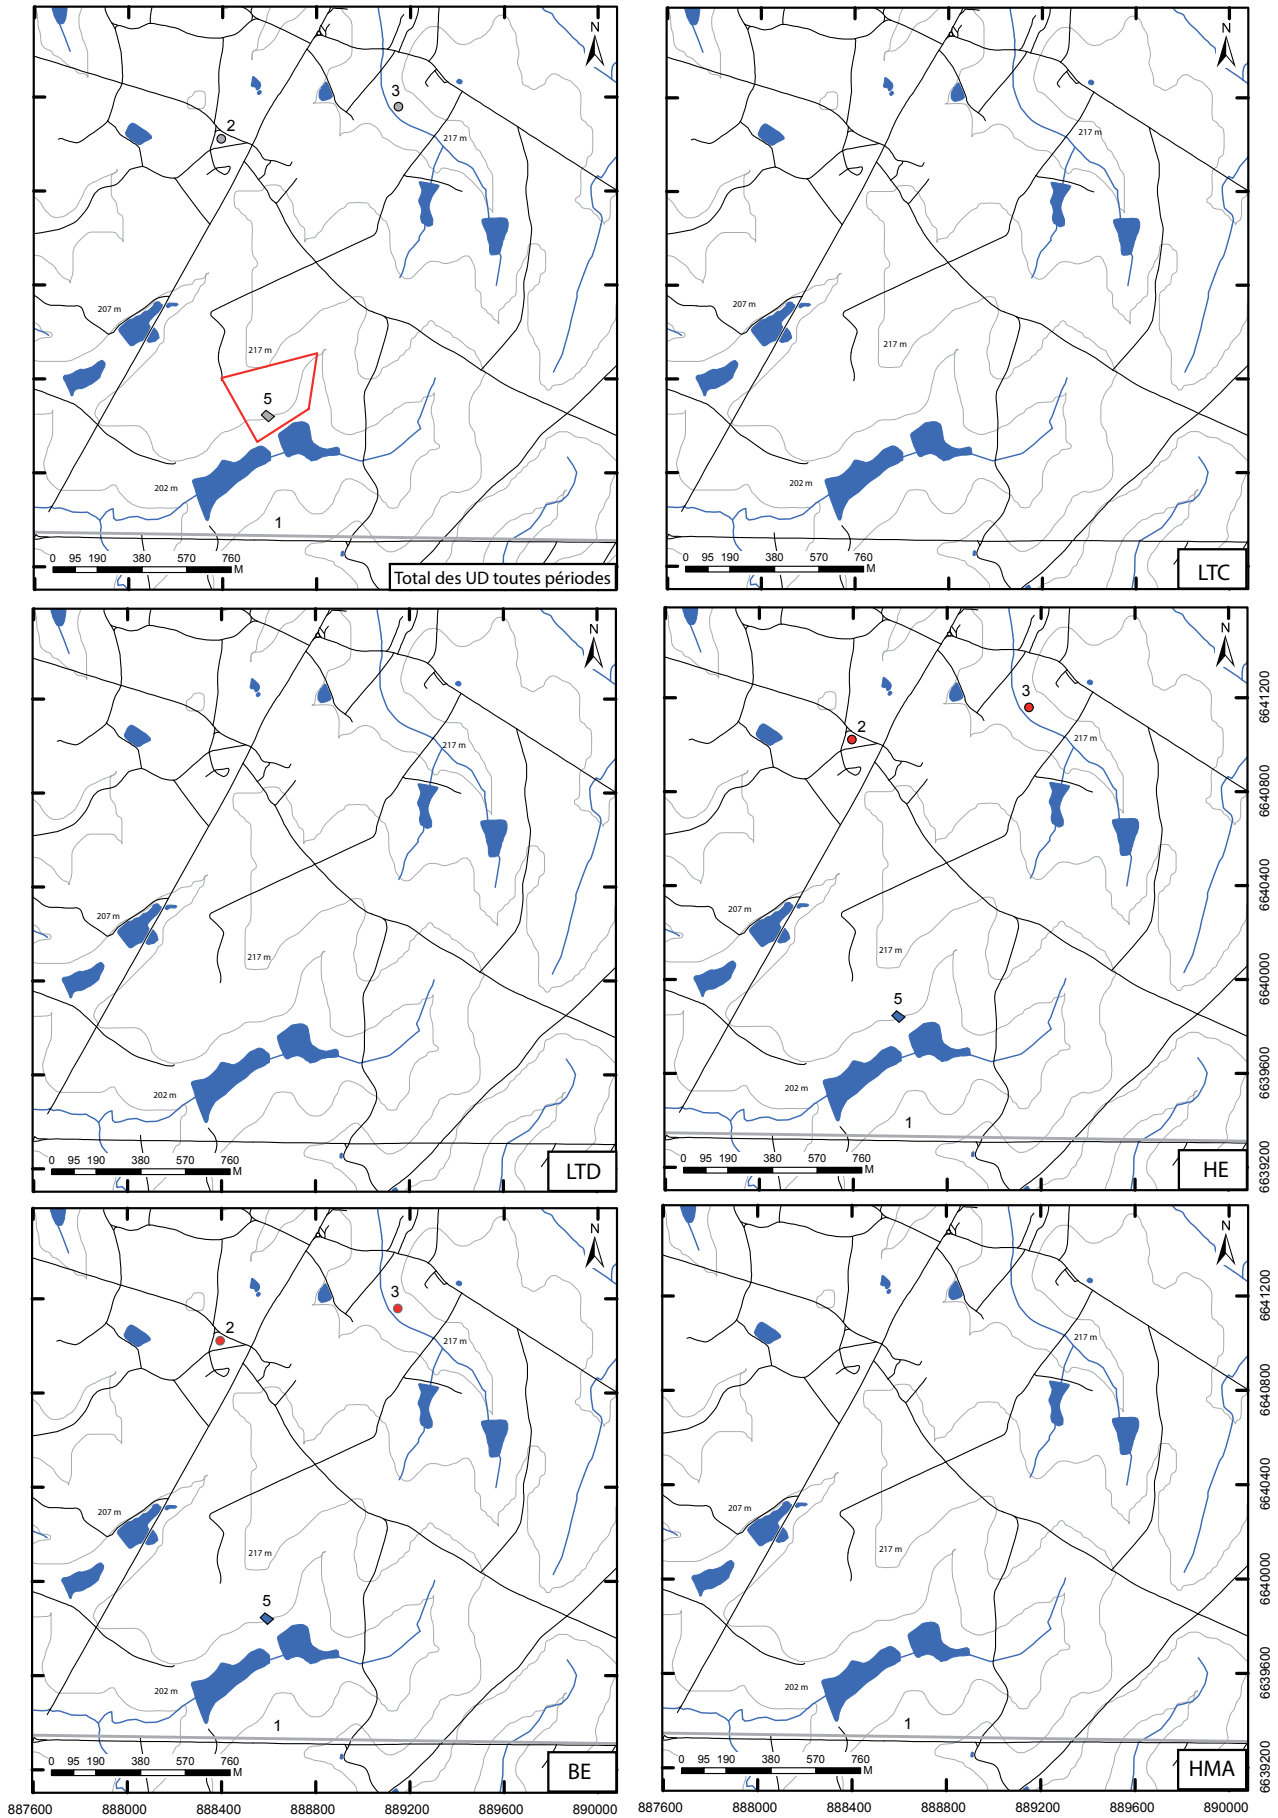 N
3
2
217 m
207 m
217 m
5
202 m
1
0 95 190 380 570 760
M
Total des UD toutes périodes
N
217 m
207 m
217 m
202 m
0 95 190 380 570 760
M
LTC
N
217 m
207 m
217 m
202 m
0 95 190 380 570 760
M
LTD
N
3
2
217 m
207 m
217 m
5
202 m
1
0 95 190 380 570 760
M
HE
6641200
6640800
6640400
6640000
6639600
6639200
N
3
2
217 m
207 m
217 m
5
202 m
1
0 95 190 380 570 760
M
BE
N
217 m
207 m
217 m
202 m
1
0 95 190 380 570 760
M
HMA
6641200
6640800
6640400
6640000
6639600
6639200
887600 888000 888400 888800 889200 889600 890000
887600 888000 888400 888800 889200 889600 890000